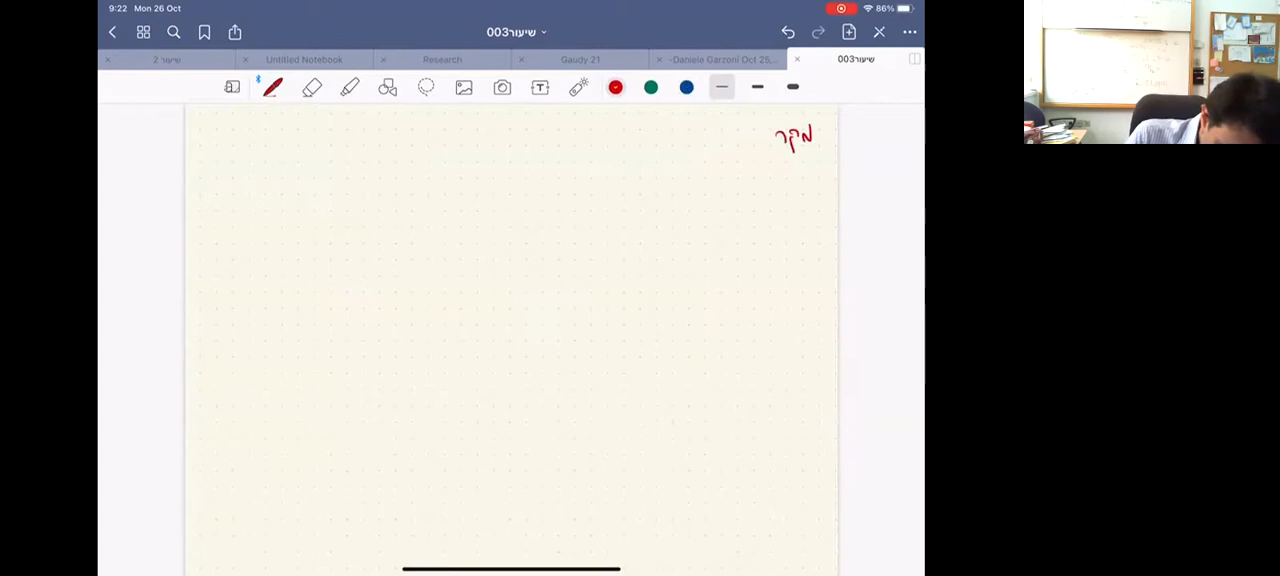 9:22 Mon 26 Oct
86%
שיעור003
שיעור 2
Untitled Notebook
Research
Gaudy 21
-Daniele Garzoni Oct 25,...
שיעור003
מקר